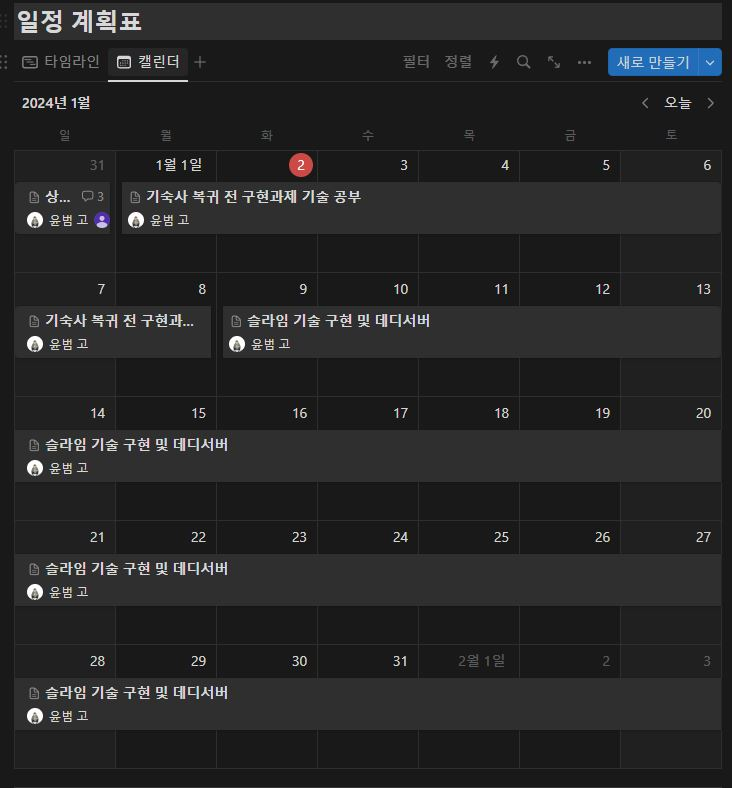 일정 계획표
타임라인 캘린더 필터 정렬 새로 만들기
2024년 1월 오늘
일 월 화 수 목 금 토
31 1월 1일 2 3 4 5 6
상... 3 기숙사 복귀 전 구현과제 기술 공부
윤범 고 윤범 고
7 8 9 10 11 12 13
기숙사 복귀 전 구현과... 슬라임 기술 구현 및 데디서버
윤범 고 윤범 고
14 15 16 17 18 19 20
슬라임 기술 구현 및 데디서버
윤범 고
21 22 23 24 25 26 27
슬라임 기술 구현 및 데디서버
윤범 고
28 29 30 31 2월 1일 2 3
슬라임 기술 구현 및 데디서버
윤범 고